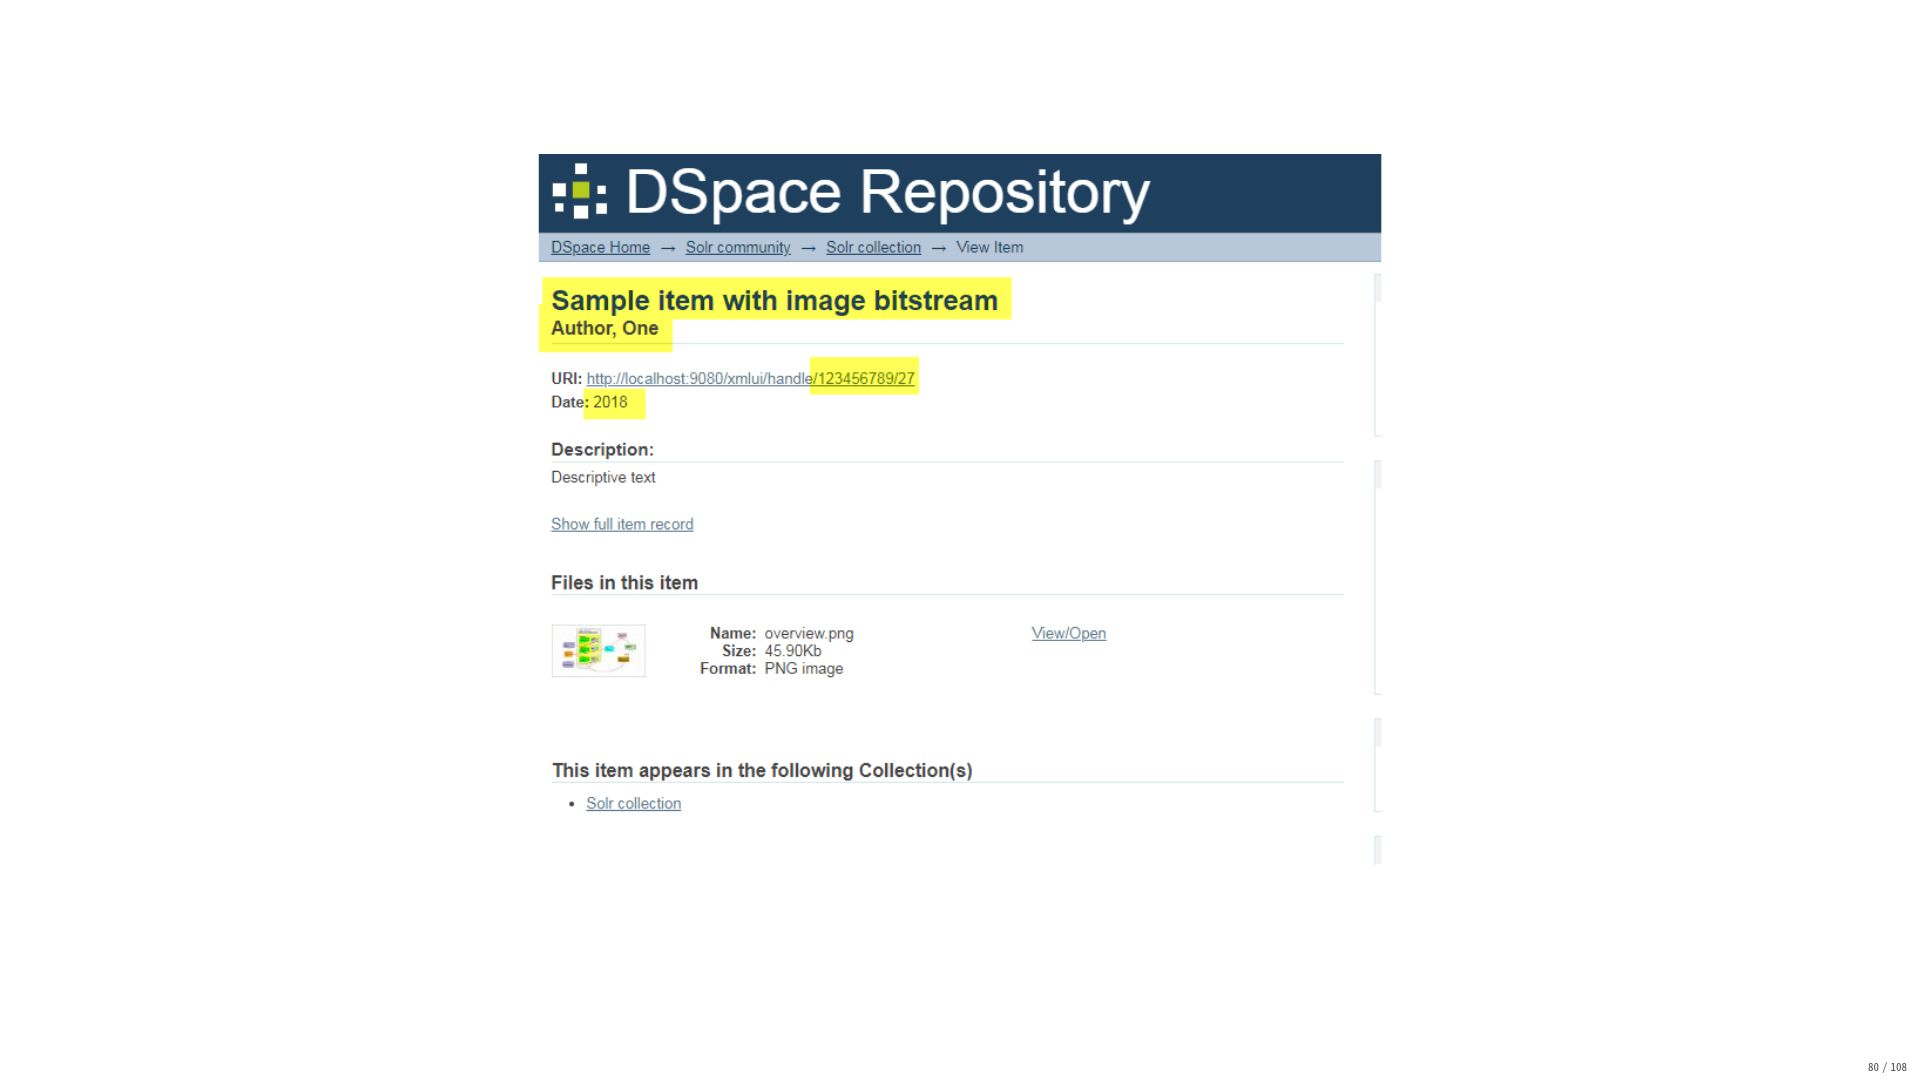 DSpace Repository
DSpace Home → Solr community → Solr collection → View Item
Sample item with image bitstream
Author, One
URI: http://localhost:9080/xmlui/handle/123456789/27
Date: 2018
Description:
Descriptive text
Show full item record
Files in this item
Name: overview.png
View/Open
Size: 45.90Kb
Format: PNG image
This item appears in the following Collection(s)
• Solr collection
80 / 108